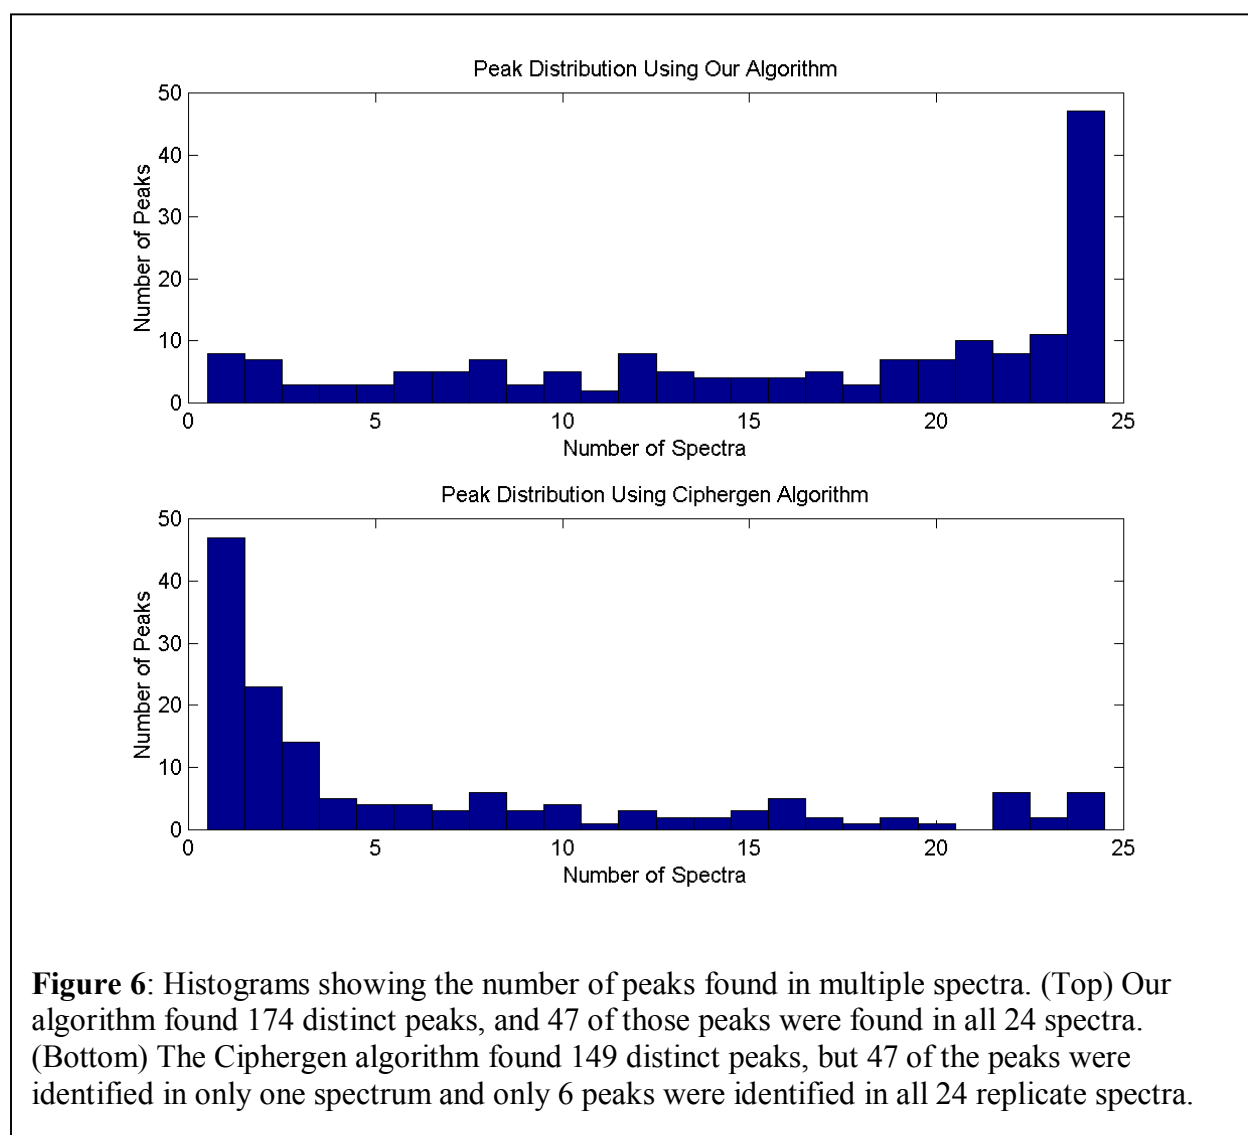 Peak Distribution Using Our Algorithm
50
40
30
20
10
0
Number of Peaks
0 5 10 15 20 25
Number of Spectra
Peak Distribution Using Ciphergen Algorithm
50
40
30
20
10
0
Number of Peaks
0 5 10 15 20 25
Number of Spectra
Figure 6: Histograms showing the number of peaks found in multiple spectra. (Top) Our
algorithm found 174 distinct peaks, and 47 of those peaks were found in all 24 spectra.
(Bottom) The Ciphergen algorithm found 149 distinct peaks, but 47 of the peaks were
identified in only one spectrum and only 6 peaks were identified in all 24 replicate spectra.